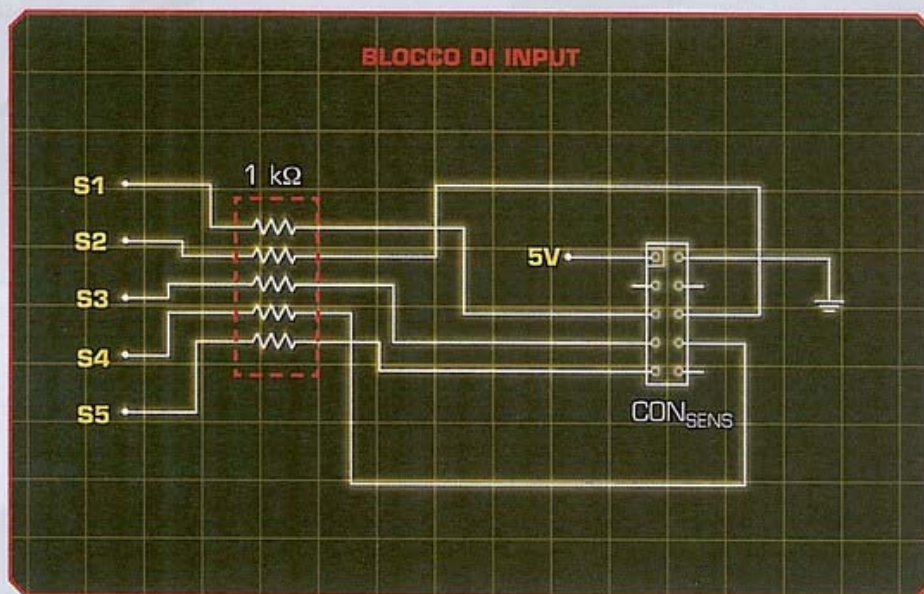 BLOCCO DI INPUT
1 kΩ
S1
S2
S3
S4
S5
5V
CONSENS